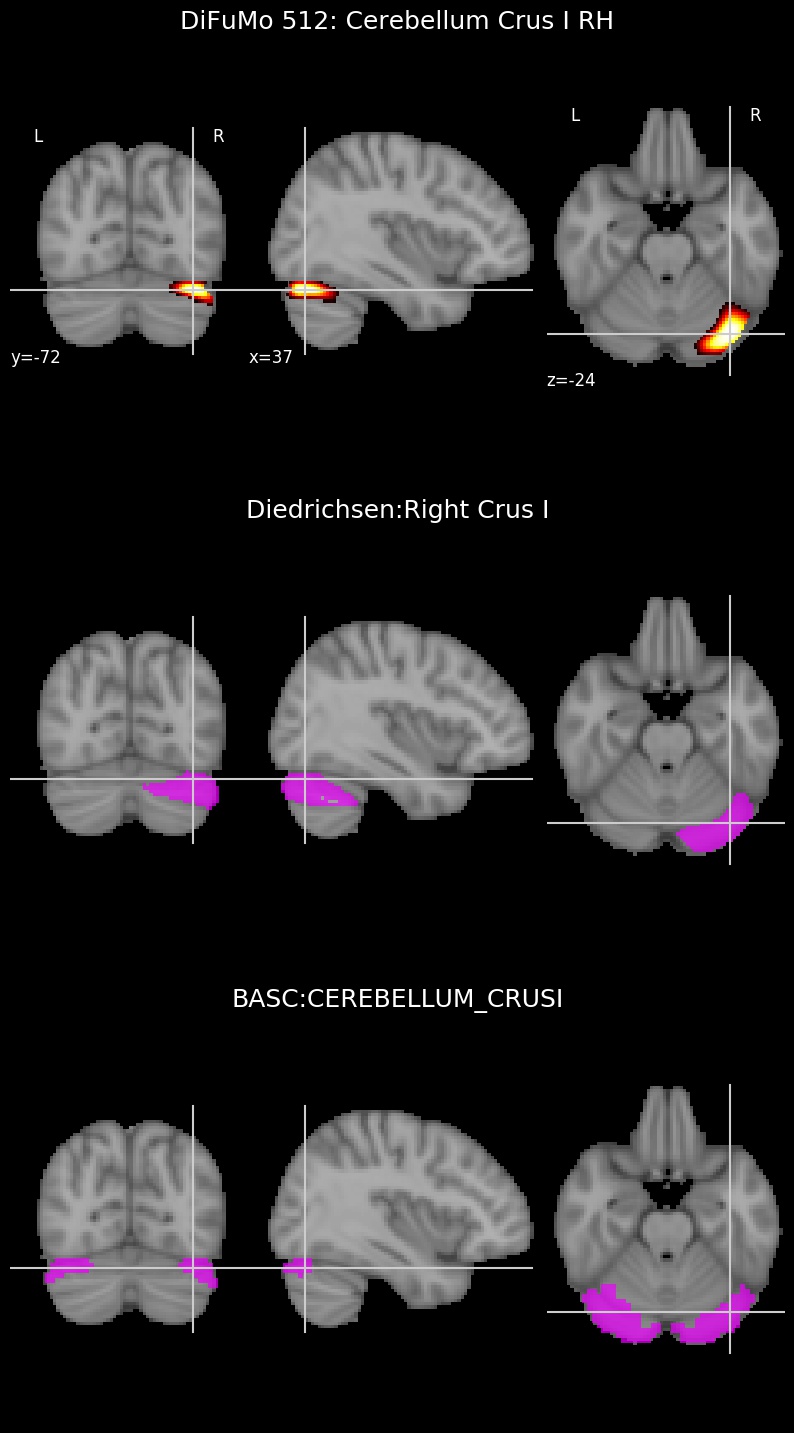 DiFuMo 512: Cerebellum Crus I RH
L
R
L
R
y=-72
x=37
z=-24
Diedrichsen:Right Crus I
BASC:CEREBELLUM_CRUSI